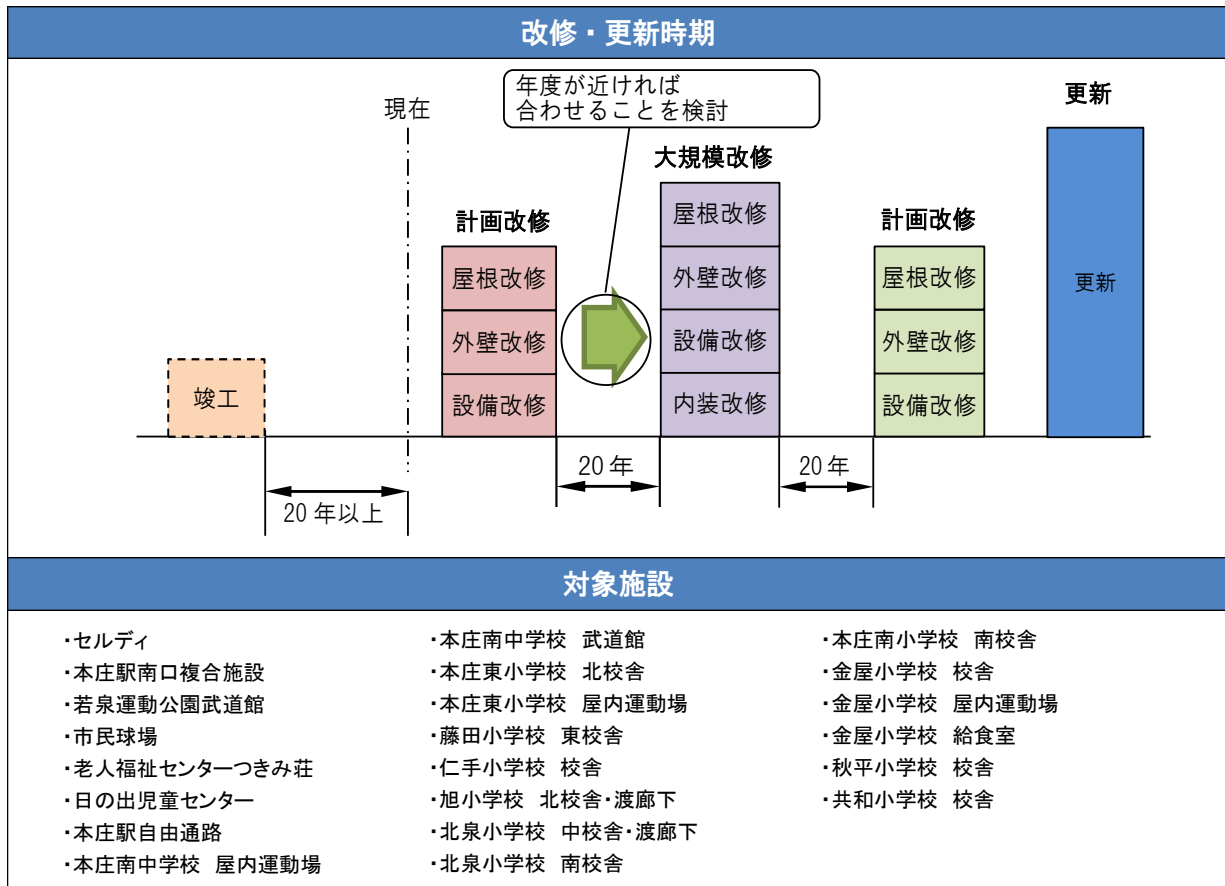 改修・更新時期
年度が近ければ
合わせることを検討
現在
更新
大規模改修
計画改修
計画改修
屋根改修
外壁改修
設備改修
屋根改修
外壁改修
設備改修
内装改修
屋根改修
外壁改修
設備改修
更新
竣工
20 年以上
20 年
20 年
対象施設
・セルディ
・本庄駅南口複合施設
・若泉運動公園武道館
・市民球場
・老人福祉センターつきみ荘
・日の出児童センター
・本庄駅自由通路
・本庄南中学校 屋内運動場
・本庄南中学校 武道館
・本庄東小学校 北校舎
・本庄東小学校 屋内運動場
・藤田小学校 東校舎
・仁手小学校 校舎
・旭小学校 北校舎・渡廊下
・北泉小学校 中校舎・渡廊下
・北泉小学校 南校舎
・本庄南小学校 南校舎
・金屋小学校 校舎
・金屋小学校 屋内運動場
・金屋小学校 給食室
・秋平小学校 校舎
・共和小学校 校舎